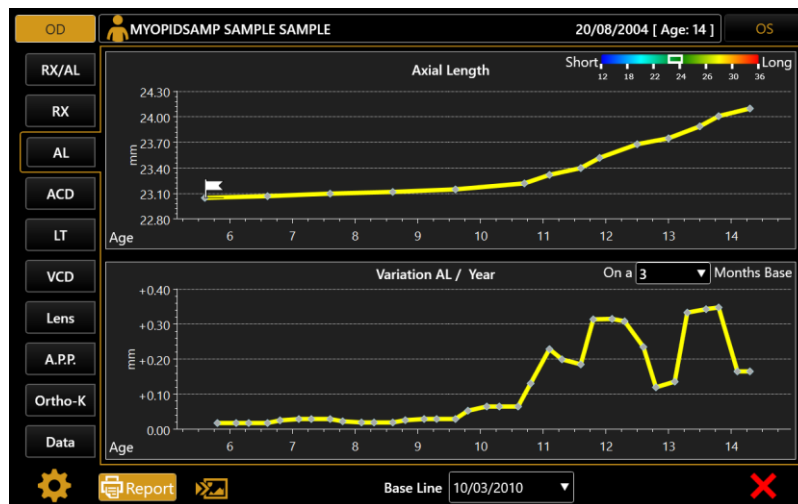 OD
MYOPIDSAMP SAMPLE SAMPLE
20/08/2004 [ Age: 14 ]
OS
RX/AL
RX
AL
ACD
LT
VCD
Lens
A.P.P.
Ortho-K
Data
Axial Length
Short Long
12 18 22 24 26 30 36
24.30
24.00
23.70
23.40
23.10
22.80
mm
Age 6 7 8 9 10 11 12 13 14
Variation AL / Year
On a 3 Months Base
+0.40
+0.30
+0.20
+0.10
0.00
mm
Age 6 7 8 9 10 11 12 13 14
Report
Base Line 10/03/2010